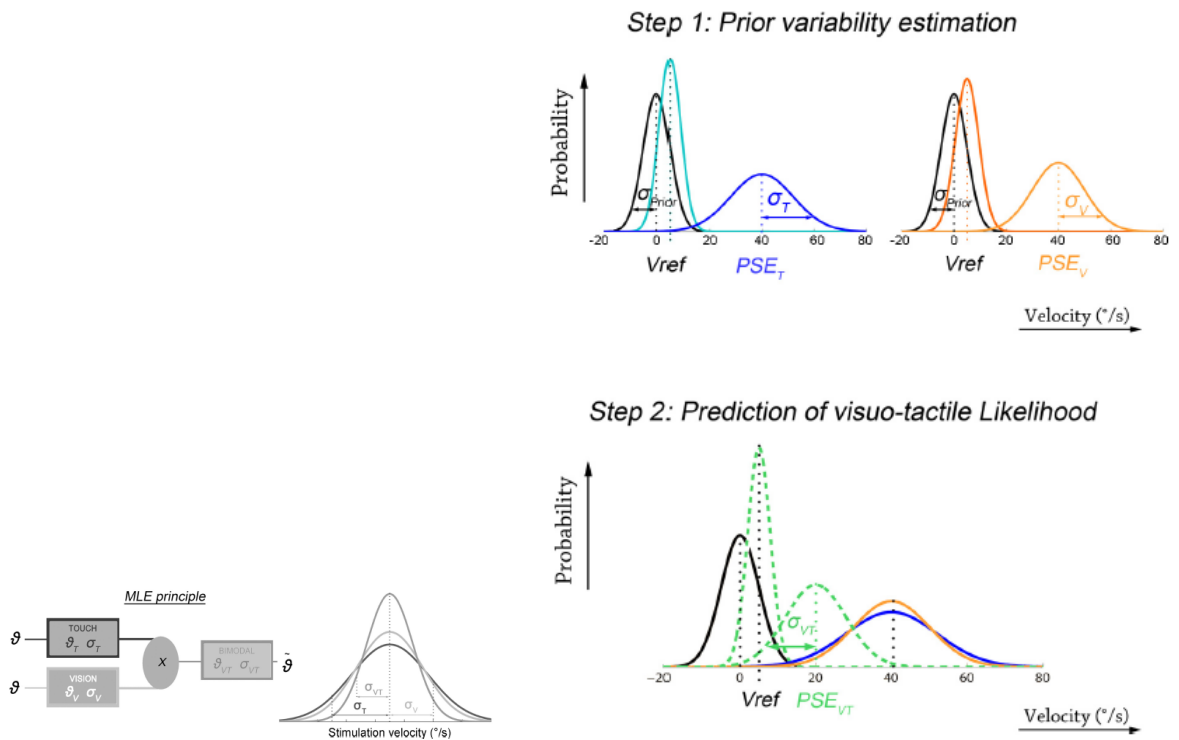 Step 1: Prior variability estimation
Probability
σPrior
σT
-20 0 20 40 60 80
Vref PSET
σPrior
σV
-20 0 20 40 60 80
Vref PSEV
Velocity (°/s)
Step 2: Prediction of visuo-tactile Likelihood
Probability
σVT
−20 0 20 40 60 80
Vref PSEVT
Velocity (°/s)
MLE principle
ϑ
TOUCH
ϑT σT
x
BIMODAL
ϑVT σVT
ϑ̃
ϑ
VISION
ϑV σV
σVT
σT σV
Stimulation velocity (°/s)